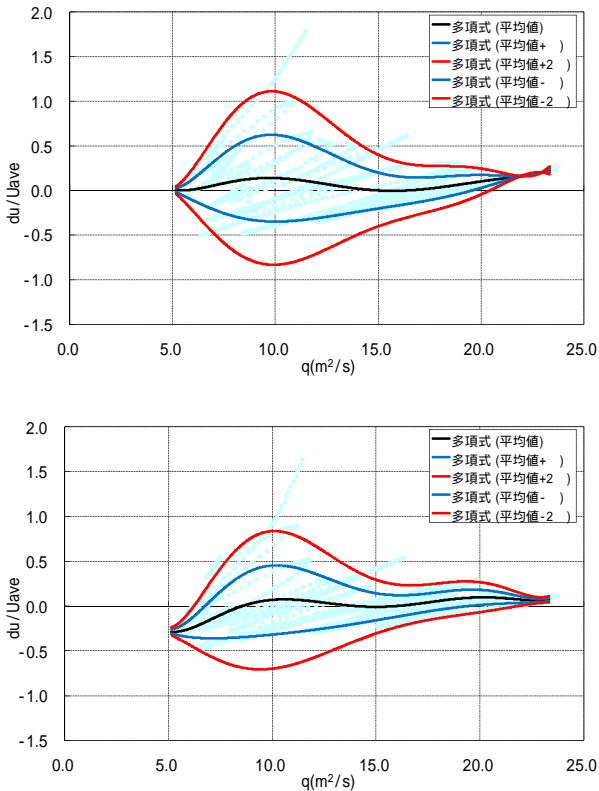 2.0
1.5
1.0
0.5
0.0
-0.5
-1.0
-1.5
du/Uave
0.0 5.0 10.0 15.0 20.0 25.0
q(m²/s)
多項式 (平均値)
多項式 (平均値+ )
多項式 (平均値+2 )
多項式 (平均値- )
多項式 (平均値-2 )
2.0
1.5
1.0
0.5
0.0
-0.5
-1.0
-1.5
du/Uave
0.0 5.0 10.0 15.0 20.0 25.0
q(m²/s)
多項式 (平均値)
多項式 (平均値+ )
多項式 (平均値+2 )
多項式 (平均値- )
多項式 (平均値-2 )